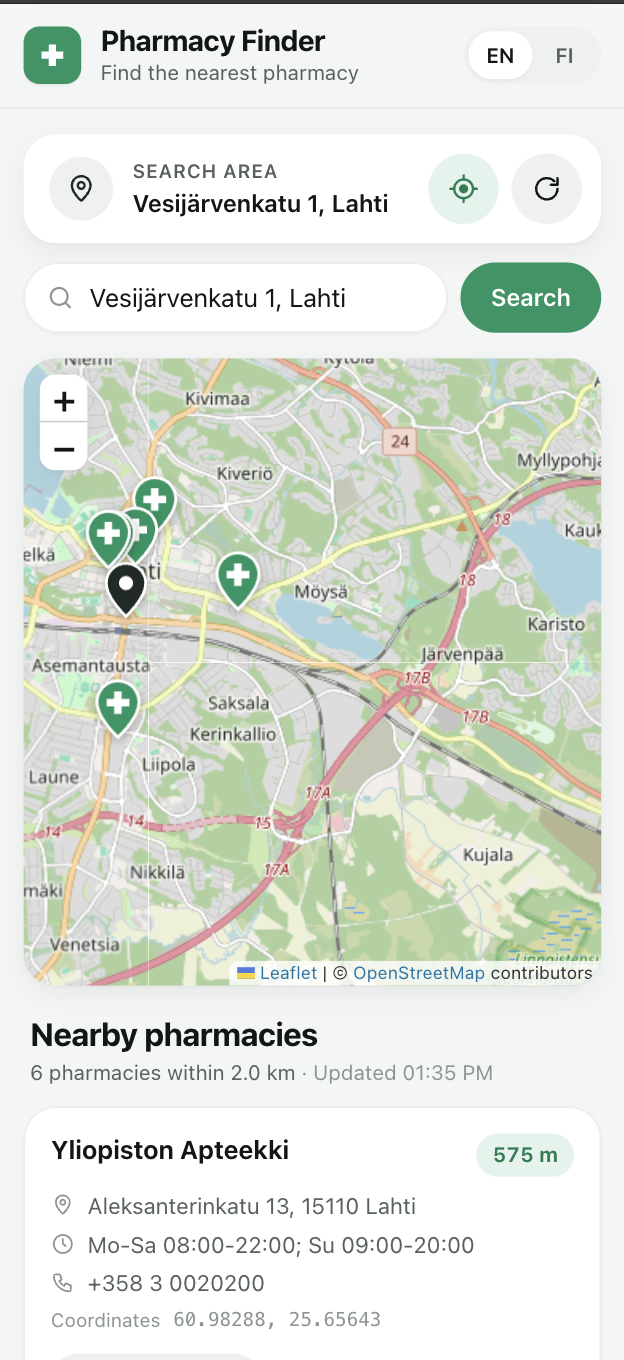 Pharmacy Finder
Find the nearest pharmacy
EN
FI
SEARCH AREA
Vesijärvenkatu 1, Lahti
Vesijärvenkatu 1, Lahti
Search
Niemi
Kytölä
+
−
Kivimaa
24
Kiveriö
18
elkä
18
Möysä
Karisto
Järvenpää
Asemantausta
17B
Saksala
17B
Kerinkallio
Liipola
Laune
17A
14
14
15
Kujala
17A
Nikkilä
mäki
Venetsia
Leaflet | © OpenStreetMap contributors
Nearby pharmacies
6 pharmacies within 2.0 km · Updated 01:35 PM
Yliopiston Apteekki
575 m
Aleksanterinkatu 13, 15110 Lahti
Mo-Sa 08:00-22:00; Su 09:00-20:00
+358 3 0020200
Coordinates 60.98288, 25.65643